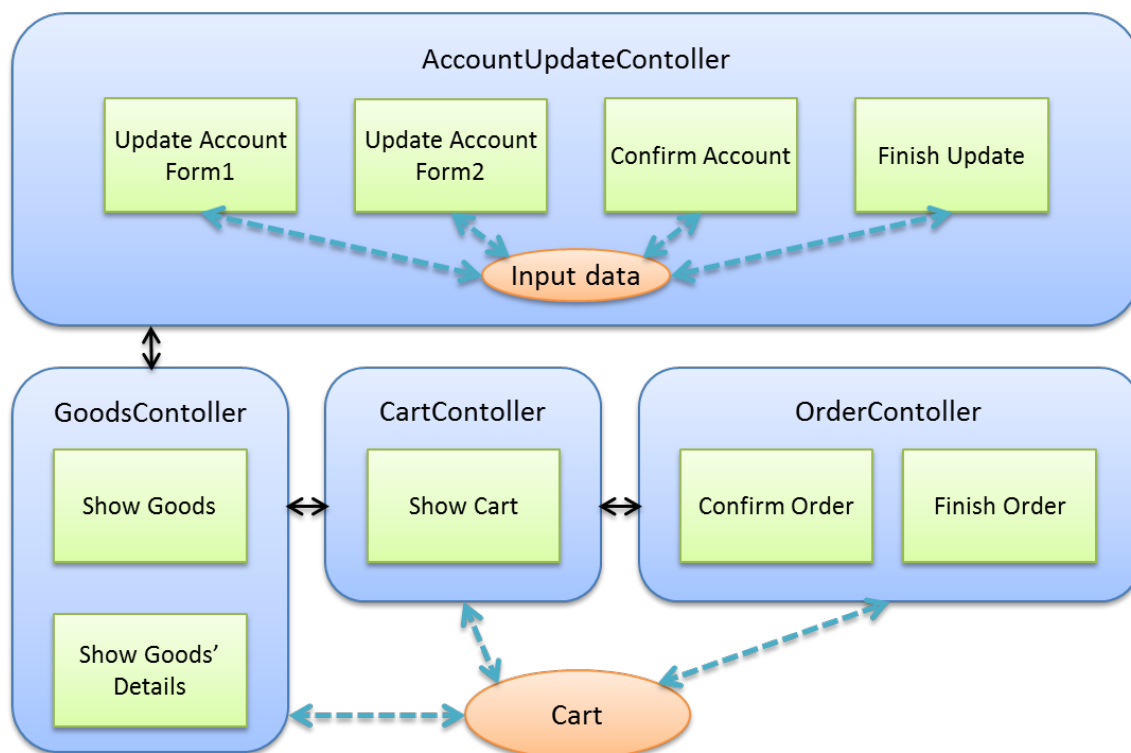 AccountUpdateContoller
Update Account
Form1
Update Account
Form2
Confirm Account
Finish Update
Input data
GoodsContoller
Show Goods
Show Goods’
Details
CartContoller
Show Cart
OrderContoller
Confirm Order
Finish Order
Cart